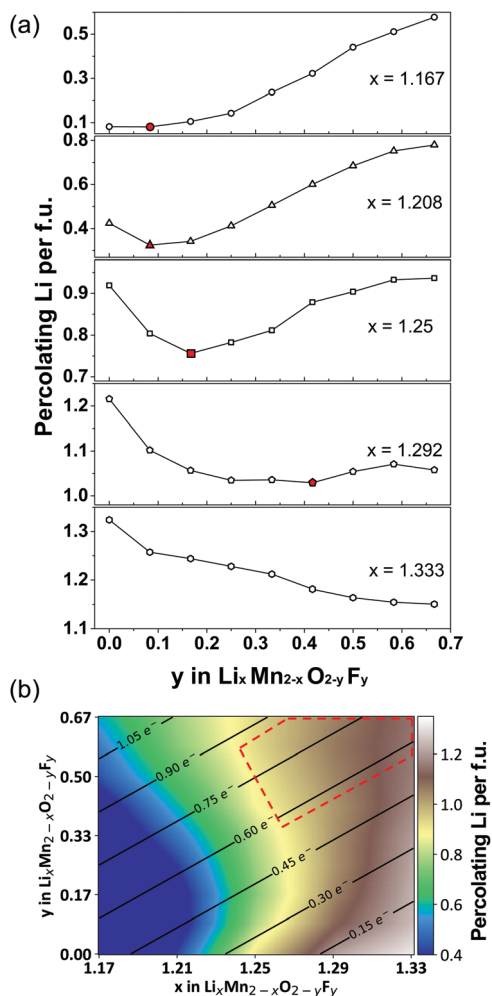 (a)
0.5
0.3
0.1
x = 1.167
0.8
0.6
0.4
x = 1.208
0.9
0.8
0.7
x = 1.25
1.2
1.1
1.0
x = 1.292
1.3
1.2
1.1
x = 1.333
Percolating Li per f.u.
0.0 0.1 0.2 0.3 0.4 0.5 0.6 0.7
y in LixMn2-xO2-yFy
(b)
0.67
0.50
0.33
0.17
0.00
y in LixMn2−xO2−yFy
1.05 e⁻
0.90 e⁻
0.75 e⁻
0.60 e⁻
0.45 e⁻
0.30 e⁻
0.15 e⁻
1.17 1.21 1.25 1.29 1.33
x in LixMn2−xO2−yFy
1.2
1.0
0.8
0.6
0.4
Percolating Li per f.u.